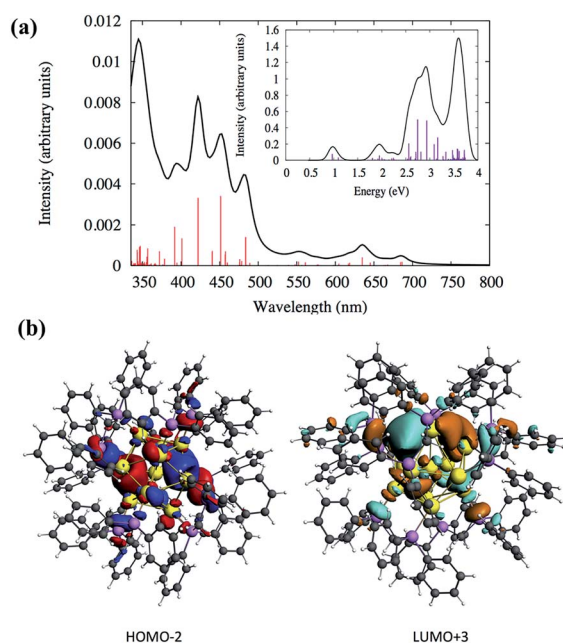 (a)
Intensity (arbitrary units)
0.012
0.01
0.008
0.006
0.004
0.002
0
350 400 450 500 550 600 650 700 750 800
Wavelength (nm)
Intensity (arbitrary units)
1.6
1.4
1.2
1
0.8
0.6
0.4
0.2
0
0 0.5 1 1.5 2 2.5 3 3.5 4
Energy (eV)
(b)
HOMO-2 LUMO+3